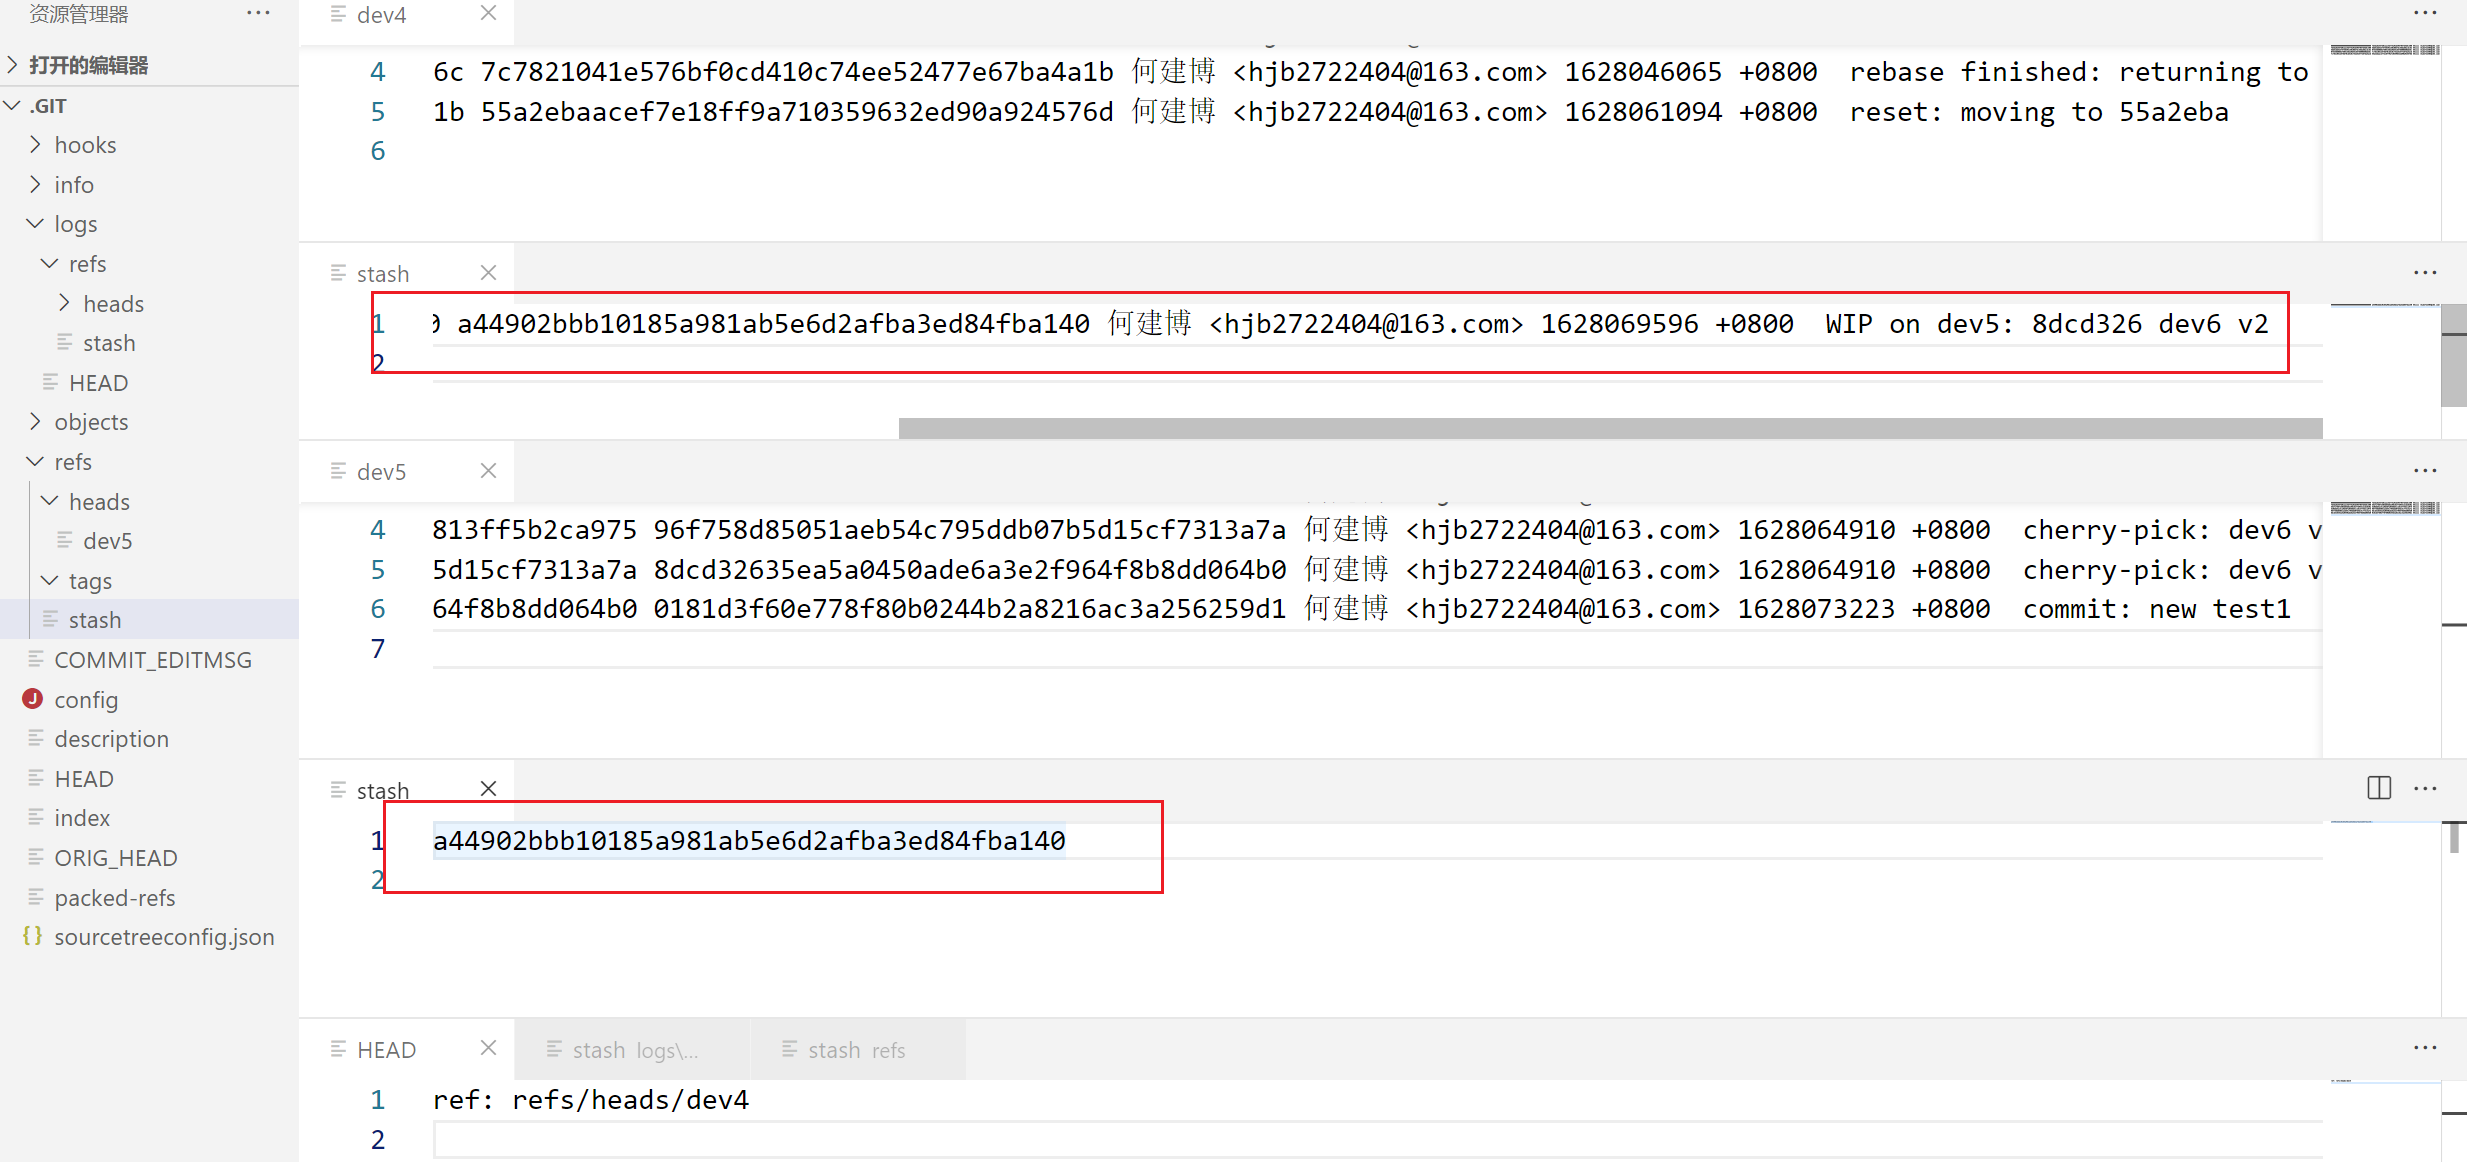 资源管理器
打开的编辑器
.GIT
hooks
info
logs
refs
heads
stash
HEAD
objects
refs
heads
dev5
tags
stash
COMMIT_EDITMSG
config
description
HEAD
index
ORIG_HEAD
packed-refs
sourcetreeconfig.json
dev4
4 6c 7c7821041e576bf0cd410c74ee52477e67ba4a1b 何建博 <hjb2722404@163.com> 1628046065 +0800 rebase finished: returning to
5 1b 55a2ebaacef7e18ff9a710359632ed90a924576d 何建博 <hjb2722404@163.com> 1628061094 +0800 reset: moving to 55a2eba
6
stash
1 0 a44902bbb10185a981ab5e6d2afba3ed84fba140 何建博 <hjb2722404@163.com> 1628069596 +0800 WIP on dev5: 8dcd326 dev6 v2
2
dev5
4 813ff5b2ca975 96f758d85051aeb54c795ddb07b5d15cf7313a7a 何建博 <hjb2722404@163.com> 1628064910 +0800 cherry-pick: dev6 v
5 5d15cf7313a7a 8dcd32635ea5a0450ade6a3e2f964f8b8dd064b0 何建博 <hjb2722404@163.com> 1628064910 +0800 cherry-pick: dev6 v
6 64f8b8dd064b0 0181d3f60e778f80b0244b2a8216ac3a256259d1 何建博 <hjb2722404@163.com> 1628073223 +0800 commit: new test1
7
stash
1 a44902bbb10185a981ab5e6d2afba3ed84fba140
2
HEAD stash logs\... stash refs
1 ref: refs/heads/dev4
2